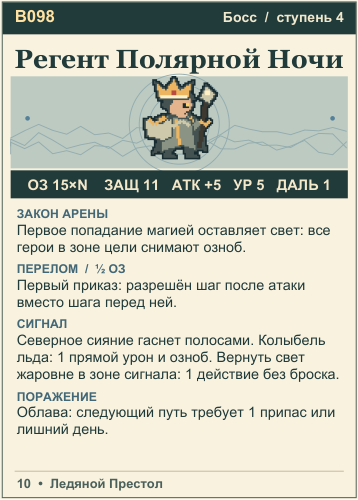 B098
Босс / ступень 4
Регент Полярной Ночи
ОЗ 15×N ЗАЩ 11 АТК +5 УР 5 ДАЛЬ 1
ЗАКОН АРЕНЫ
Первое попадание магией оставляет свет: все
герои в зоне цели снимают озноб.
ПЕРЕЛОМ / ½ ОЗ
Первый приказ: разрешён шаг после атаки
вместо шага перед ней.
СИГНАЛ
Северное сияние гаснет полосами. Колыбель
льда: 1 прямой урон и озноб. Вернуть свет
жаровне в зоне сигнала: 1 действие без броска.
ПОРАЖЕНИЕ
Облава: следующий путь требует 1 припас или
лишний день.
10 • Ледяной Престол